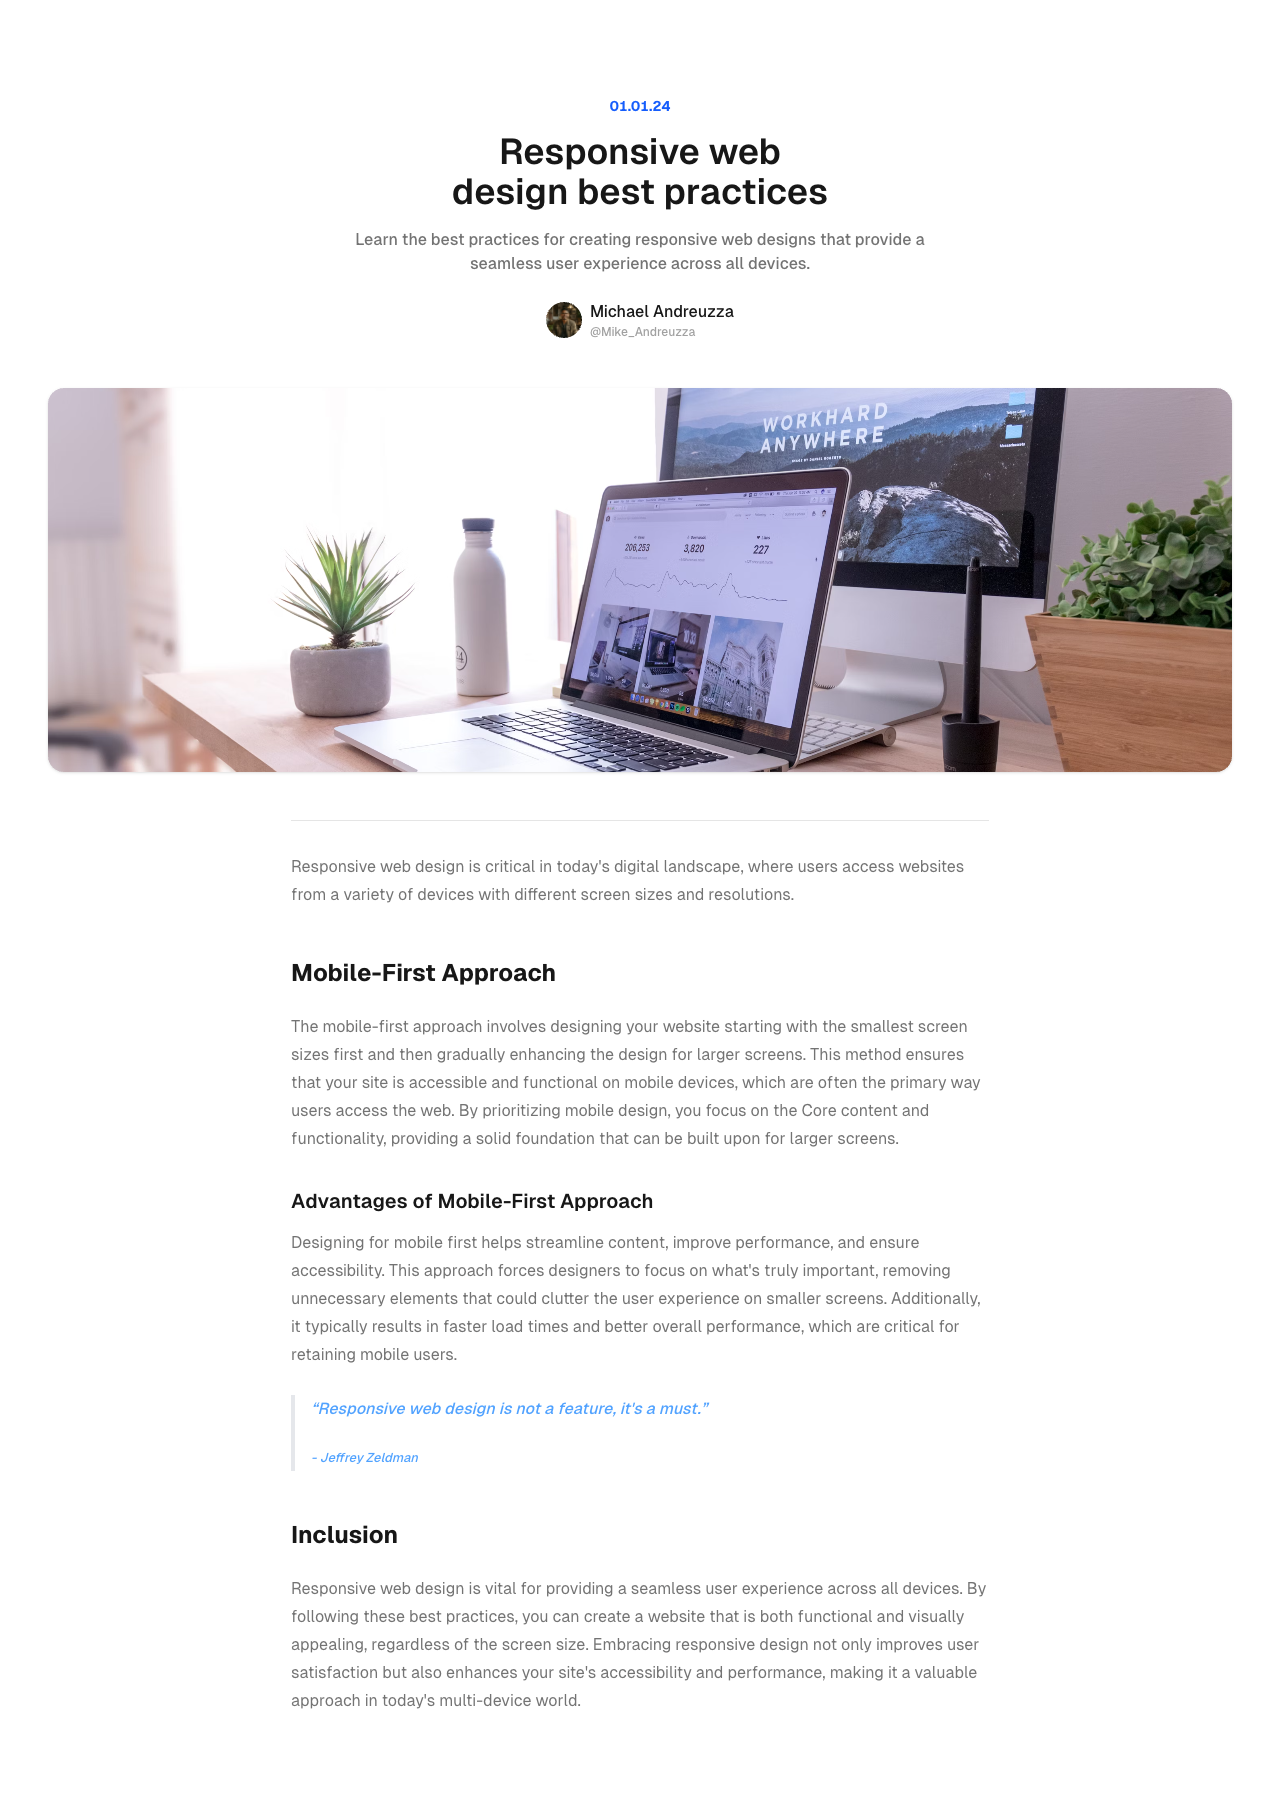 01.01.24
Responsive web
design best practices
Learn the best practices for creating responsive web designs that provide a
seamless user experience across all devices.
Michael Andreuzza
@Mike_Andreuzza
WORKHARD
ANYWHERE
206,253
3,820
227
Responsive web design is critical in today's digital landscape, where users access websites
from a variety of devices with different screen sizes and resolutions.
Mobile-First Approach
The mobile-first approach involves designing your website starting with the smallest screen
sizes first and then gradually enhancing the design for larger screens. This method ensures
that your site is accessible and functional on mobile devices, which are often the primary way
users access the web. By prioritizing mobile design, you focus on the Core content and
functionality, providing a solid foundation that can be built upon for larger screens.
Advantages of Mobile-First Approach
Designing for mobile first helps streamline content, improve performance, and ensure
accessibility. This approach forces designers to focus on what's truly important, removing
unnecessary elements that could clutter the user experience on smaller screens. Additionally,
it typically results in faster load times and better overall performance, which are critical for
retaining mobile users.
“Responsive web design is not a feature, it's a must.”
- Jeffrey Zeldman
Inclusion
Responsive web design is vital for providing a seamless user experience across all devices. By
following these best practices, you can create a website that is both functional and visually
appealing, regardless of the screen size. Embracing responsive design not only improves user
satisfaction but also enhances your site's accessibility and performance, making it a valuable
approach in today's multi-device world.